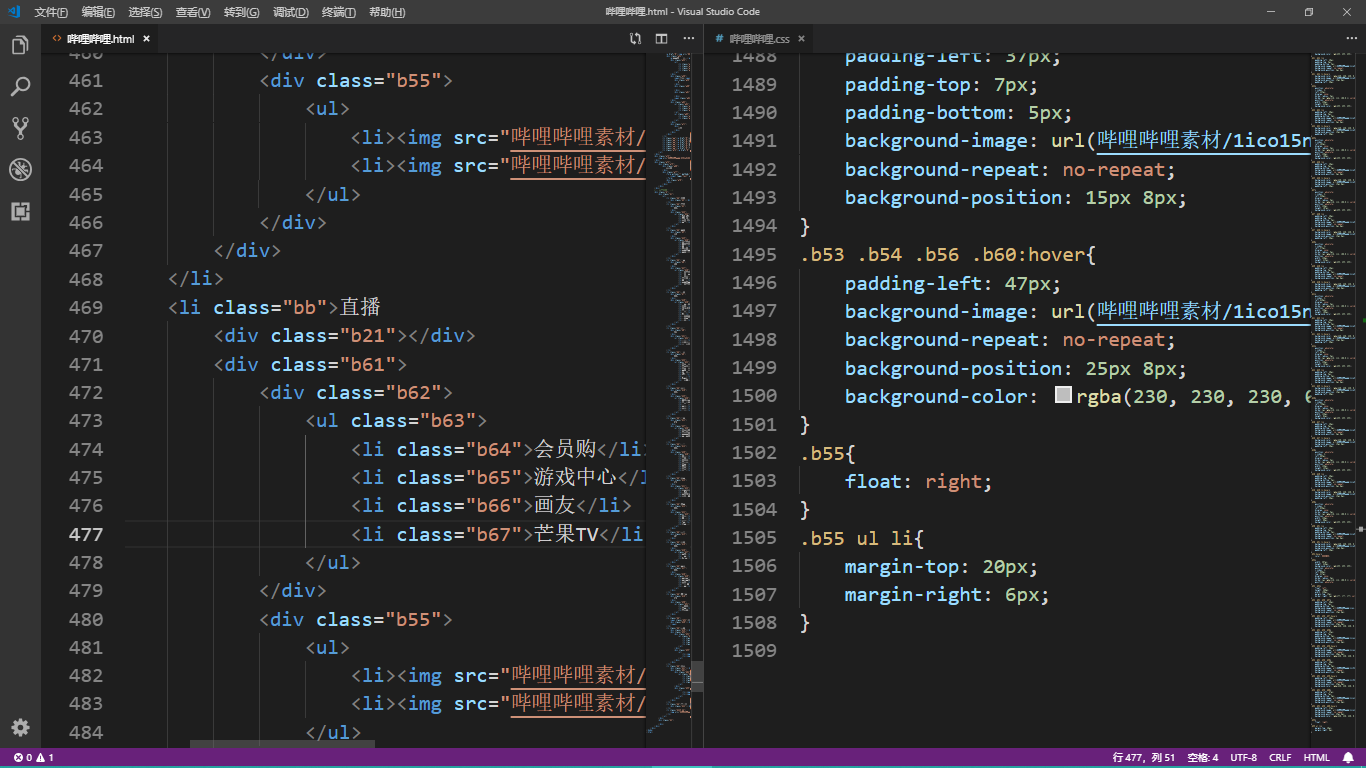 文件(F) 编辑(E) 选择(S) 查看(V) 转到(G) 调试(D) 终端(T) 帮助(H) 哔哩哔哩.html - Visual Studio Code
哔哩哔哩.html
460 </div>
461 <div class="b55">
462 <ul>
463 <li><img src="哔哩哔哩素材/
464 <li><img src="哔哩哔哩素材/
465 </ul>
466 </div>
467 </div>
468 </li>
469 <li class="bb">直播
470 <div class="b21"></div>
471 <div class="b61">
472 <div class="b62">
473 <ul class="b63">
474 <li class="b64">会员购</li>
475 <li class="b65">游戏中心</l
476 <li class="b66">画友</li>
477 <li class="b67">芒果TV</li
478 </ul>
479 </div>
480 <div class="b55">
481 <ul>
482 <li><img src="哔哩哔哩素材/
483 <li><img src="哔哩哔哩素材/
484 </ul>
# 哔哩哔哩.css
1488 padding-left: 37px;
1489 padding-top: 7px;
1490 padding-bottom: 5px;
1491 background-image: url(哔哩哔哩素材/1ico15n
1492 background-repeat: no-repeat;
1493 background-position: 15px 8px;
1494 }
1495 .b53 .b54 .b56 .b60:hover{
1496 padding-left: 47px;
1497 background-image: url(哔哩哔哩素材/1ico15n
1498 background-repeat: no-repeat;
1499 background-position: 25px 8px;
1500 background-color: rgba(230, 230, 230, 0
1501 }
1502 .b55{
1503 float: right;
1504 }
1505 .b55 ul li{
1506 margin-top: 20px;
1507 margin-right: 6px;
1508 }
1509
0 1 行 477，列 51 空格: 4 UTF-8 CRLF HTML